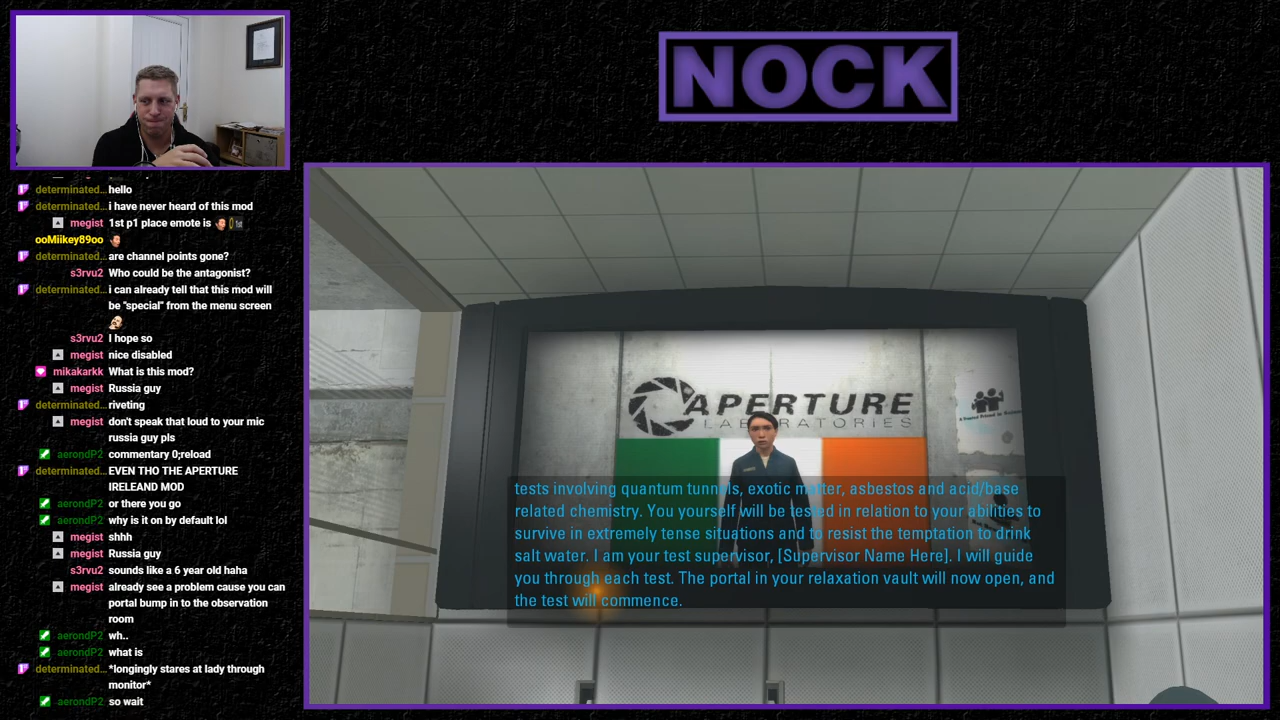 NOCK
determinated... hello
determinated... i have never heard of this mod
megist 1st p1 place emote is
ooMiikey89oo
determinated... are channel points gone?
s3rvu2 Who could be the antagonist?
determinated... i can already tell that this mod will
be "special" from the menu screen
s3rvu2 I hope so
megist nice disabled
mikakarkk What is this mod?
megist Russia guy
determinated... riveting
megist don't speak that loud to your mic
russia guy pls
aerondP2 commentary 0;reload
determinated... EVEN THO THE APERTURE
IRELEAND MOD
aerondP2 or there you go
aerondP2 why is it on by default lol
megist shhh
megist Russia guy
s3rvu2 sounds like a 6 year old haha
megist already see a problem cause you can
portal bump in to the observation
room
aerondP2 wh..
aerondP2 what is
determinated... *longingly stares at lady through
monitor*
aerondP2 so wait
APERTURE
LABORATORIES
tests involving quantum tunnels, exotic matter, asbestos and acid/base
related chemistry. You yourself will be tested in relation to your abilities to
survive in extremely tense situations and to resist the temptation to drink
salt water. I am your test supervisor, [Supervisor Name Here]. I will guide
you through each test. The portal in your relaxation vault will now open, and
the test will commence.